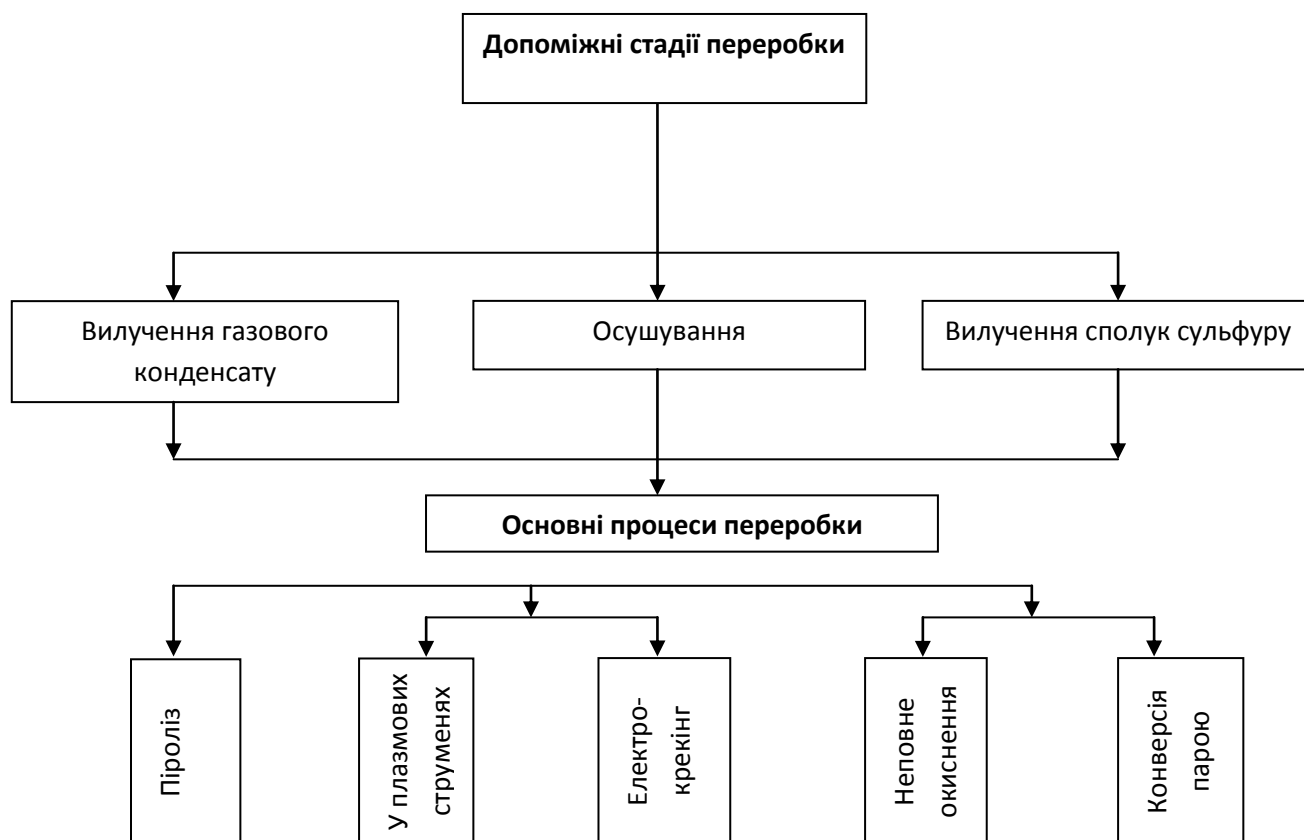 Допоміжні стадії переробки
Вилучення газового
конденсату
Осушування
Вилучення сполук сульфуру
Основні процеси переробки
Піроліз
У плазмових
струменях
Електро-
крекінг
Неповне
окиснення
Конверсія
парою